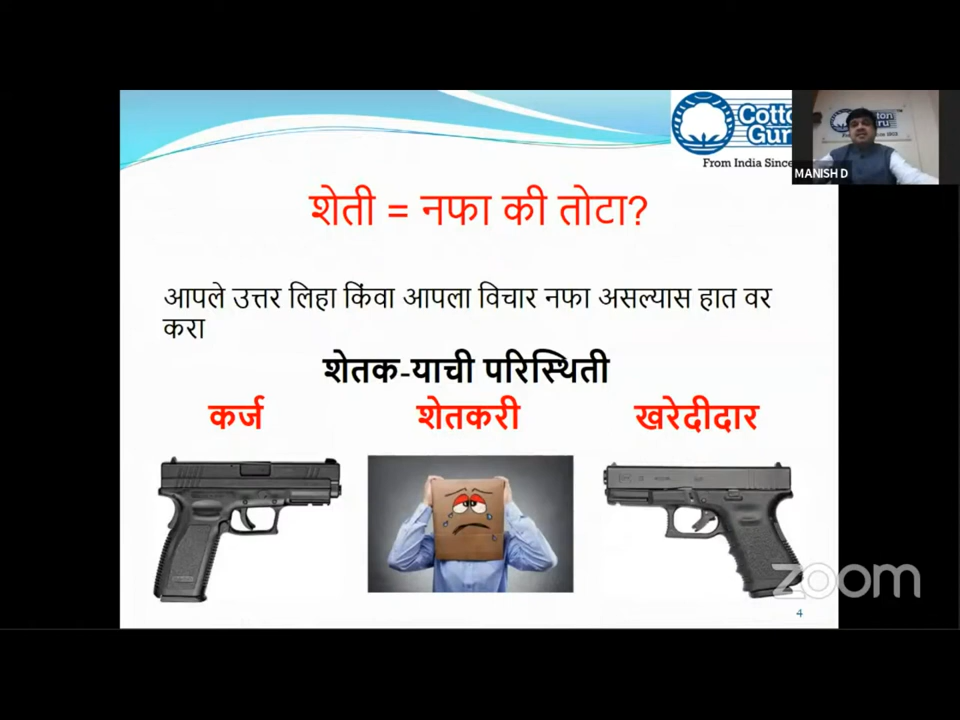 Cotto
Guru
From India Since
MANISH D
शेती = नफा की तोटा?
आपले उत्तर लिहा किंवा आपला विचार नफा असल्यास हात वर
करा
शेतक-याची परिस्थिती
कर्ज शेतकरी खरेदीदार
zoom
4